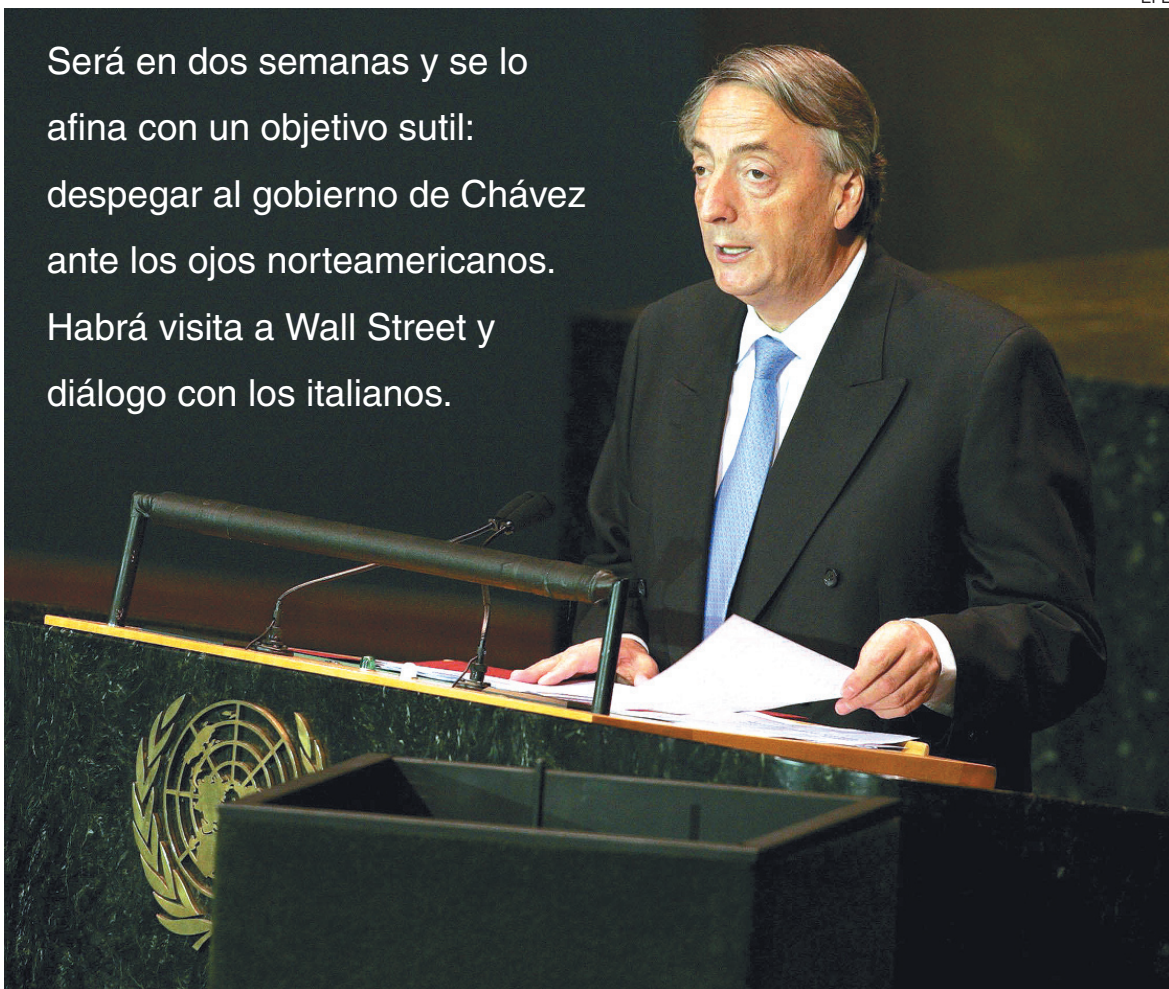 Será en dos semanas y se lo
afina con un objetivo sutil:
despegar al gobierno de Chávez
ante los ojos norteamericanos.
Habrá visita a Wall Street y
diálogo con los italianos.